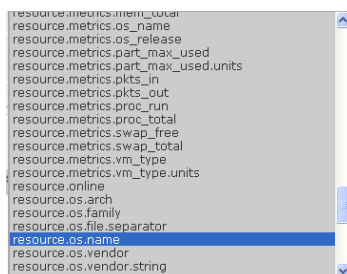 resource.metrics.mem_total
resource.metrics.os_name
resource.metrics.os_release
resource.metrics.part_max_used
resource.metrics.part_max_used.units
resource.metrics.pkts_in
resource.metrics.pkts_out
resource.metrics.proc_run
resource.metrics.proc_total
resource.metrics.swap_free
resource.metrics.swap_total
resource.metrics.vm_type
resource.metrics.vm_type.units
resource.online
resource.os.arch
resource.os.family
resource.os.file.separator
resource.os.name
resource.os.vendor
resource.os.vendor.string